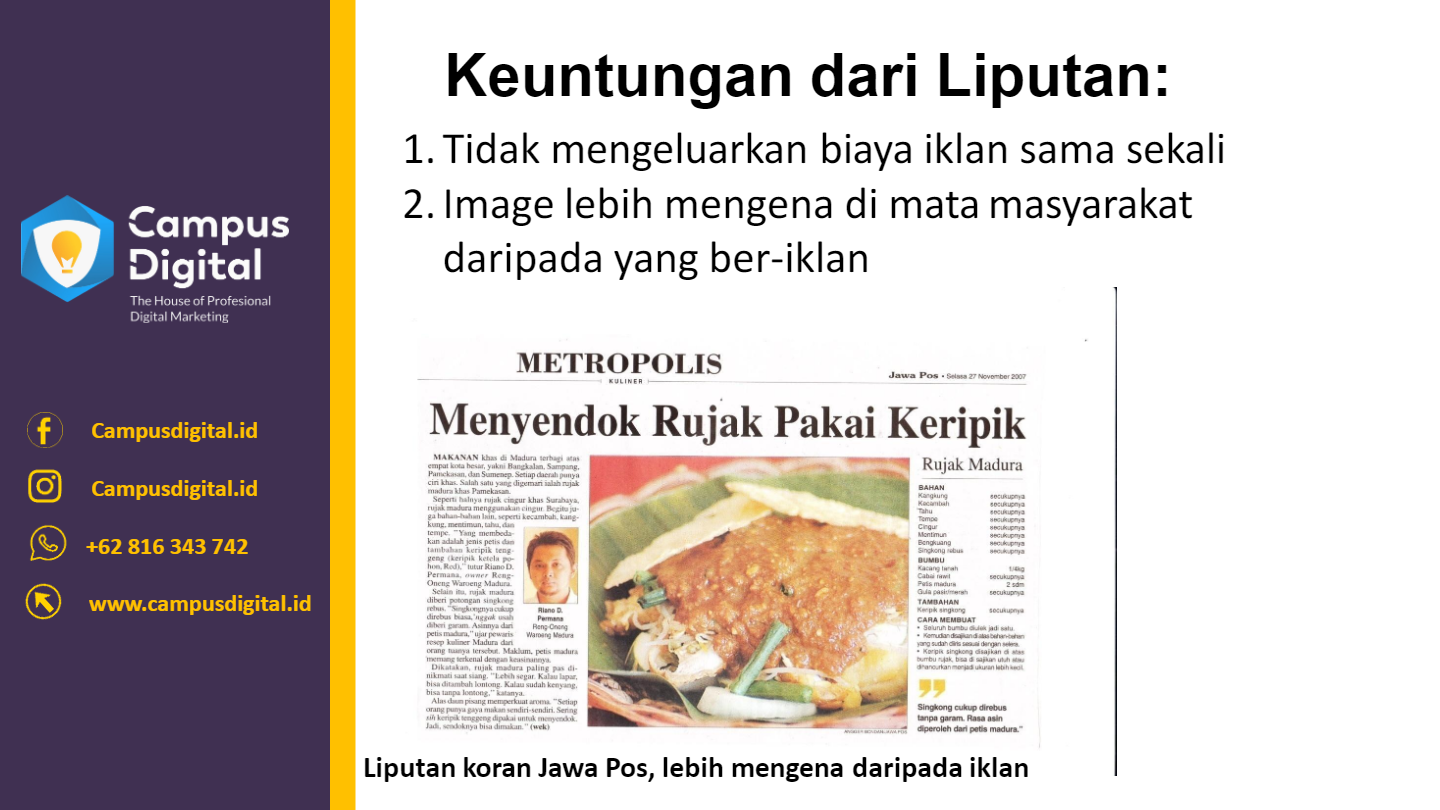 Keuntungan dari Liputan:
1. Tidak mengeluarkan biaya iklan sama sekali
2. Image lebih mengena di mata masyarakat
daripada yang ber-iklan
Campus
Digital
The House of Profesional
Digital Marketing
Campusdigital.id
Campusdigital.id
+62 816 343 742
www.campusdigital.id
METROPOLIS
KULINER
Jawa Pos • Selasa 27 November 2007
Menyendok Rujak Pakai Keripik
MAKANAN khas di Madura terbagi atas
empat kota besar, yakni Bangkalan, Sampang,
Pamekasan, dan Sumenep. Setiap daerah punya
ciri khas. Salah satu yang digemari ialah rujak
madura khas Pamekasan.
Seperti halnya rujak cingur khas Surabaya,
rujak madura menggunakan cingur. Begitu ju-
ga bahan-bahan lain, seperti kecambah, kang-
kung, mentimun, tahu, dan
tempe. "Yang membeda-
kan adalah jenis petis dan
tambahan keripik teng-
geng (keripik ketela po-
hon, Red)," tutur Riano D.
Permana, owner Reng-
Oneng Waroeng Madura.
Selain itu, rujak madura
diberi potongan singkong
rebus. "Singkongnya cukup
direbus biasa, nggak usah
diberi garam. Asinnya dari
petis madura," ujar pewaris
resep kuliner Madura dari
orang tuanya tersebut. Maklum, petis madura
memang terkenal dengan keasinannya.
Dikatakan, rujak madura paling pas di-
nikmati saat siang. "Lebih segar. Kalau lapar,
bisa ditambah lontong. Kalau sudah kenyang,
bisa tanpa lontong," katanya.
Alas daun pisang memperkuat aroma. "Setiap
orang punya gaya makan sendiri-sendiri. Sering
sih keripik tenggeng dipakai untuk menyendok.
Jadi, sendoknya bisa dimakan." (wek)
Riano D.
Permana
Reng-Oneng
Waroeng Madura
Rujak Madura
BAHAN
Kangkung secukupnya
Kecambah secukupnya
Tahu secukupnya
Tempe secukupnya
Cingur secukupnya
Mentimun secukupnya
Bengkuang secukupnya
Singkong rebus secukupnya
BUMBU
Kacang tanah 1/4kg
Cabai rawit secukupnya
Petis madura 2 sdm
Gula pasir/merah secukupnya
TAMBAHAN
Keripik singkong secukupnya
CARA MEMBUAT
• Seluruh bumbu diulek jadi satu.
• Kemudian disajikan di atas bahan-bahan
yang sudah diiris sesuai dengan selera.
• Keripik singkong disajikan di atas
bumbu rujak, bisa di sajikan utuh atau
dihancurkan menjadi ukuran lebih kecil.
Singkong cukup direbus
tanpa garam. Rasa asin
diperoleh dari petis madura."
Liputan koran Jawa Pos, lebih mengena daripada iklan